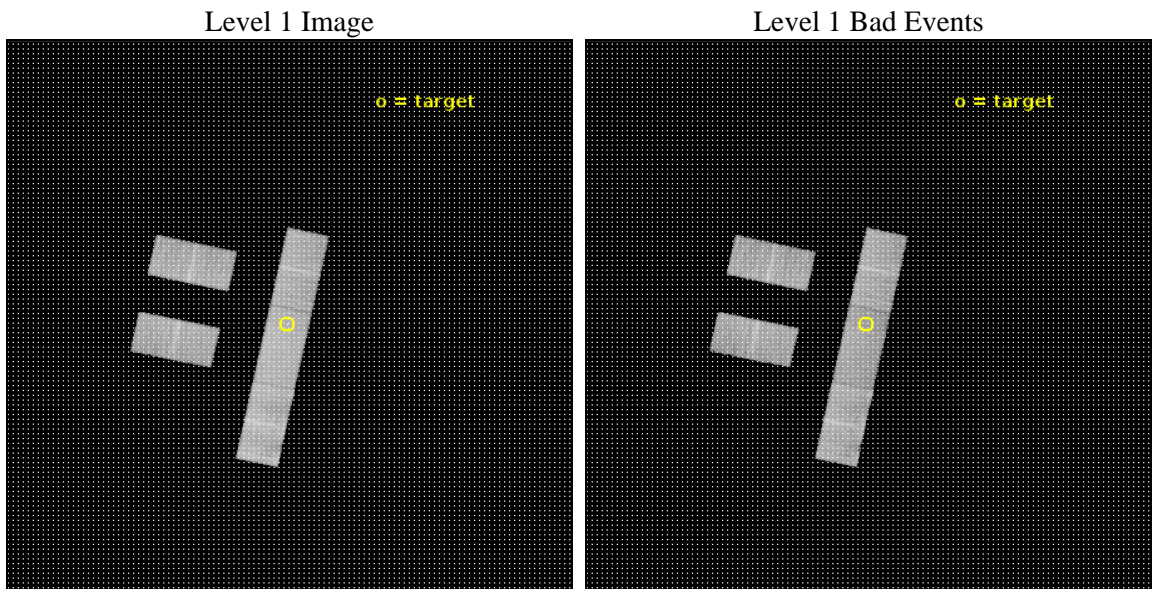 Level 1 Image
Level 1 Bad Events
o = target
o = target